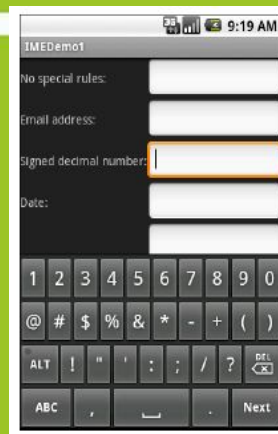 3G 9:19 AM
IMEDemo1
No special rules:
Email address:
Signed decimal number:
Date:
1 2 3 4 5 6 7 8 9 0
@ # $ % & * - + ( )
ALT ! " ' : ; / ? DEL
ABC , . Next